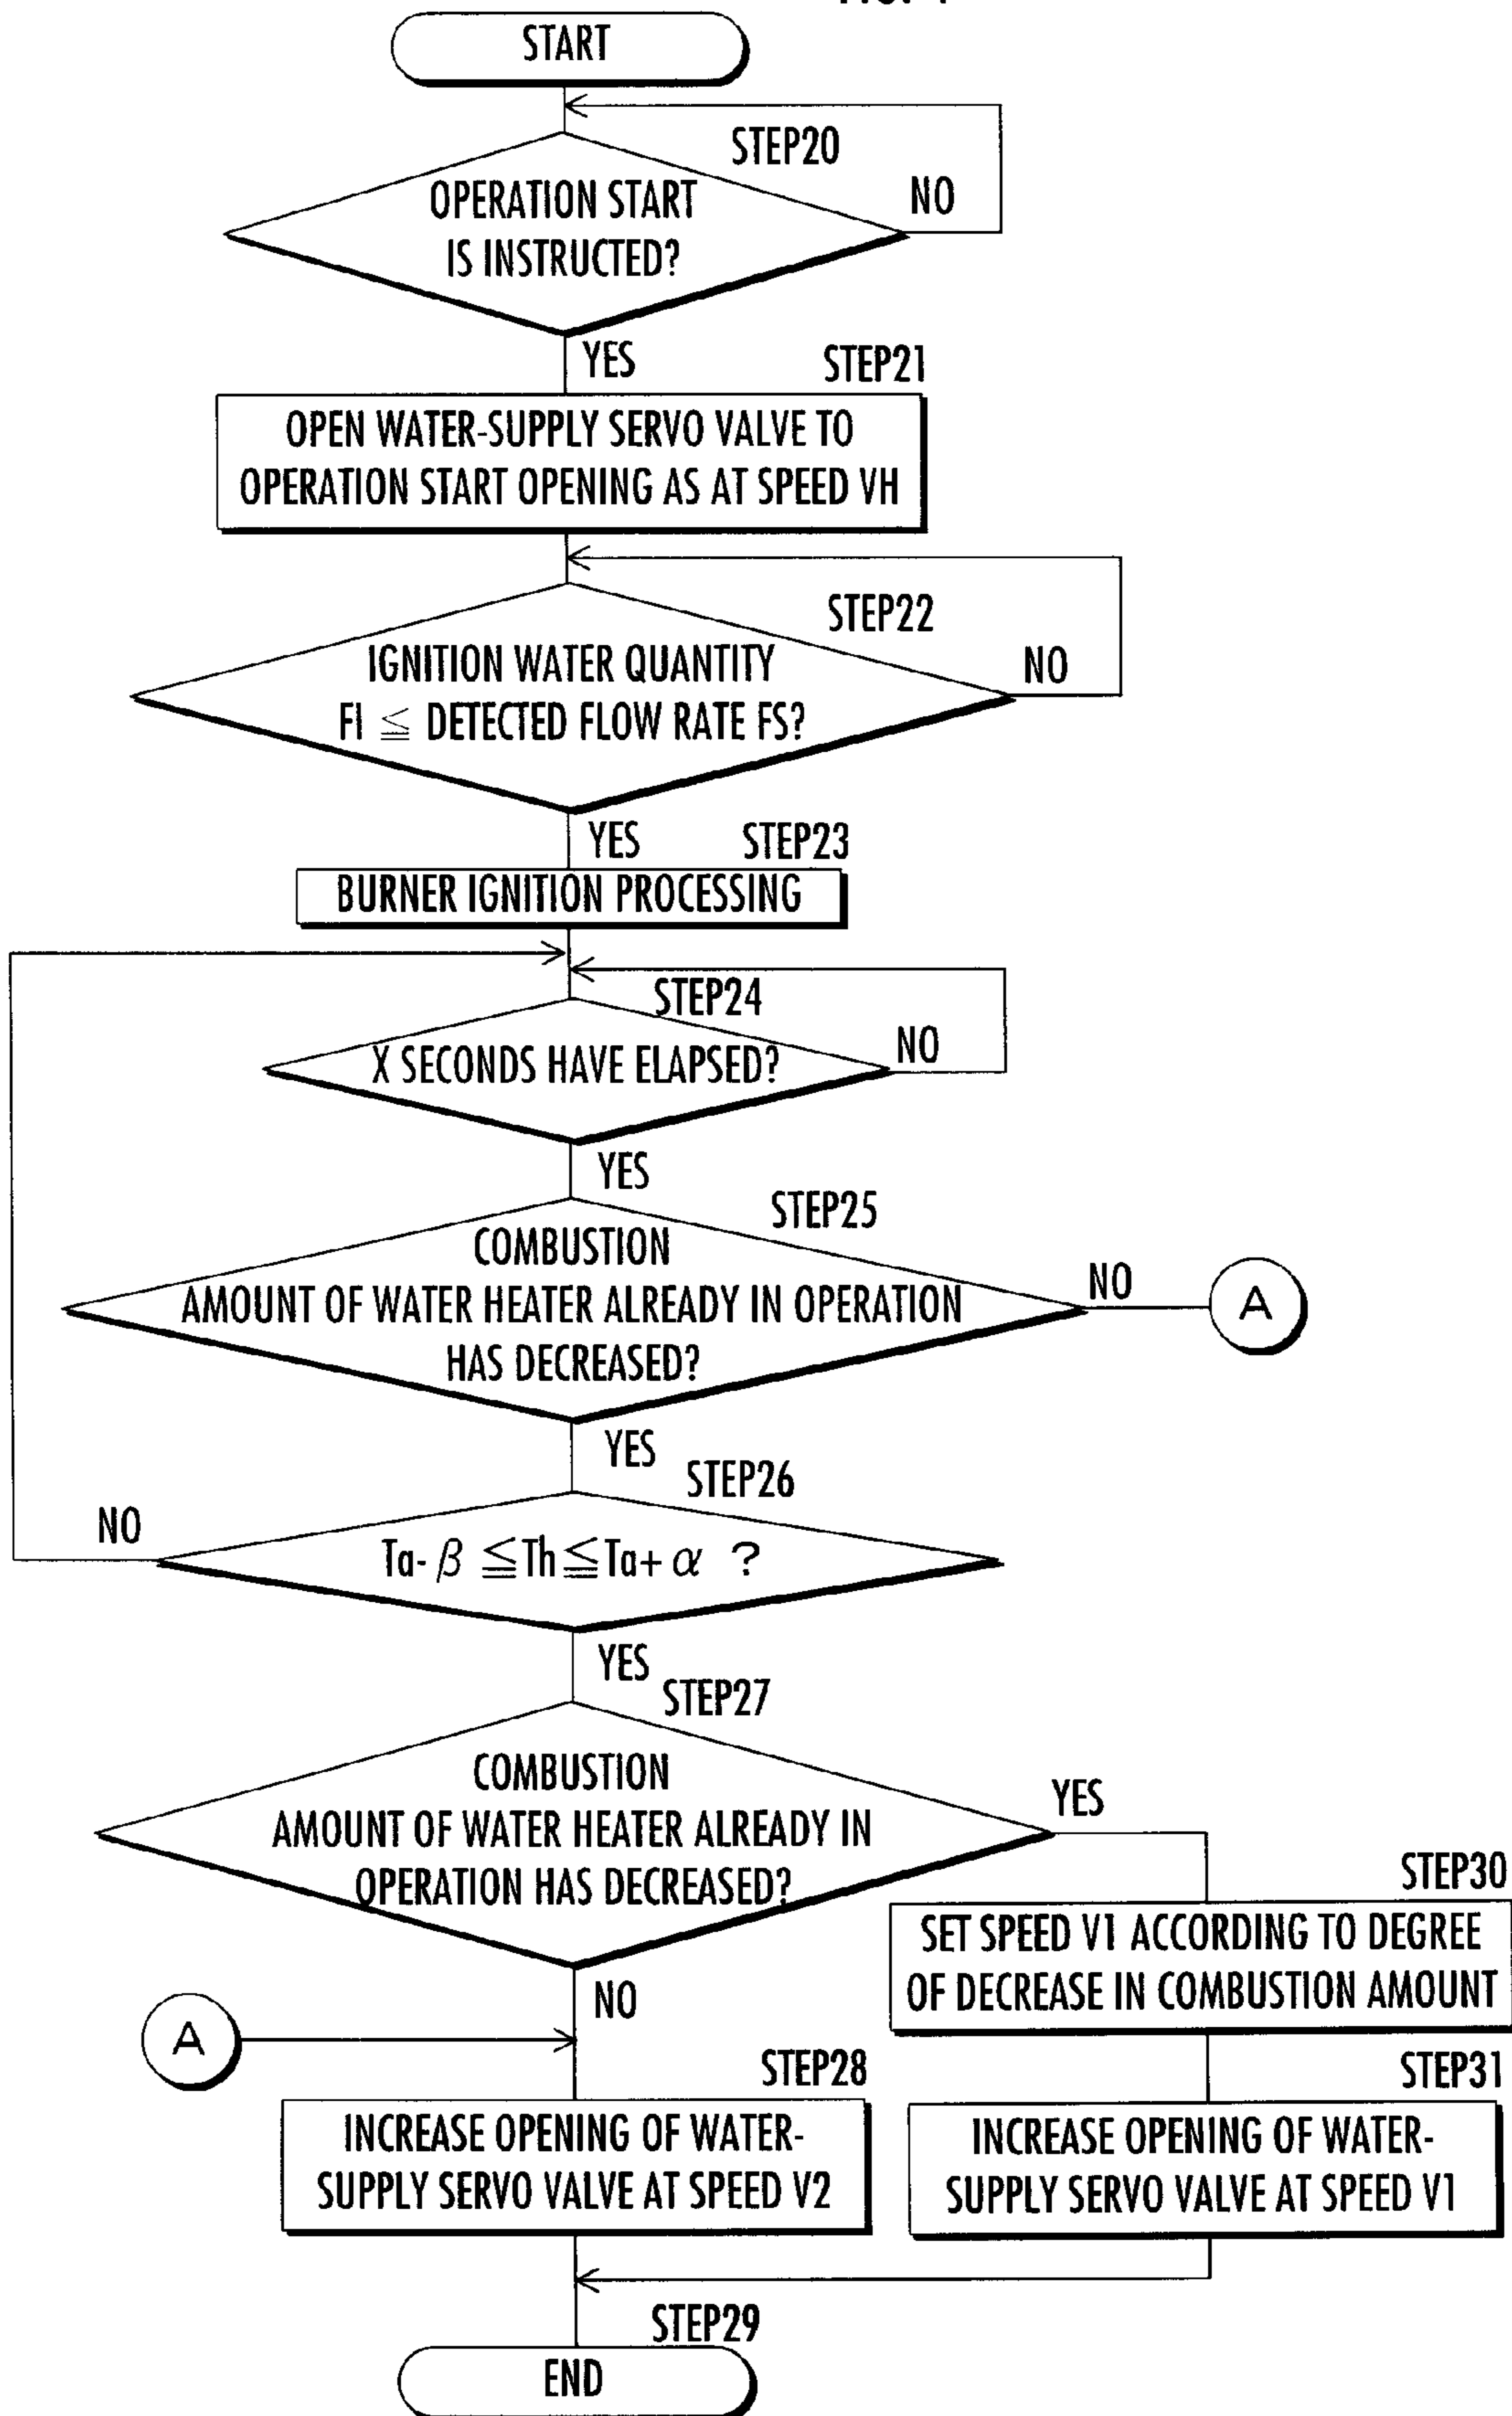 START
STEP20
OPERATION START
IS INSTRUCTED?
NO
YES
STEP21
OPEN WATER-SUPPLY SERVO VALVE TO
OPERATION START OPENING AS AT SPEED VH
STEP22
IGNITION WATER QUANTITY
FI ≦ DETECTED FLOW RATE FS?
NO
YES
STEP23
BURNER IGNITION PROCESSING
STEP24
X SECONDS HAVE ELAPSED?
NO
YES
STEP25
COMBUSTION
AMOUNT OF WATER HEATER ALREADY IN OPERATION
HAS DECREASED?
NO
A
YES
STEP26
NO
Ta-β ≦Th≦Ta+α ?
YES
STEP27
COMBUSTION
AMOUNT OF WATER HEATER ALREADY IN
OPERATION HAS DECREASED?
YES
STEP30
SET SPEED V1 ACCORDING TO DEGREE
OF DECREASE IN COMBUSTION AMOUNT
NO
A
STEP28
INCREASE OPENING OF WATER-
SUPPLY SERVO VALVE AT SPEED V2
STEP31
INCREASE OPENING OF WATER-
SUPPLY SERVO VALVE AT SPEED V1
STEP29
END